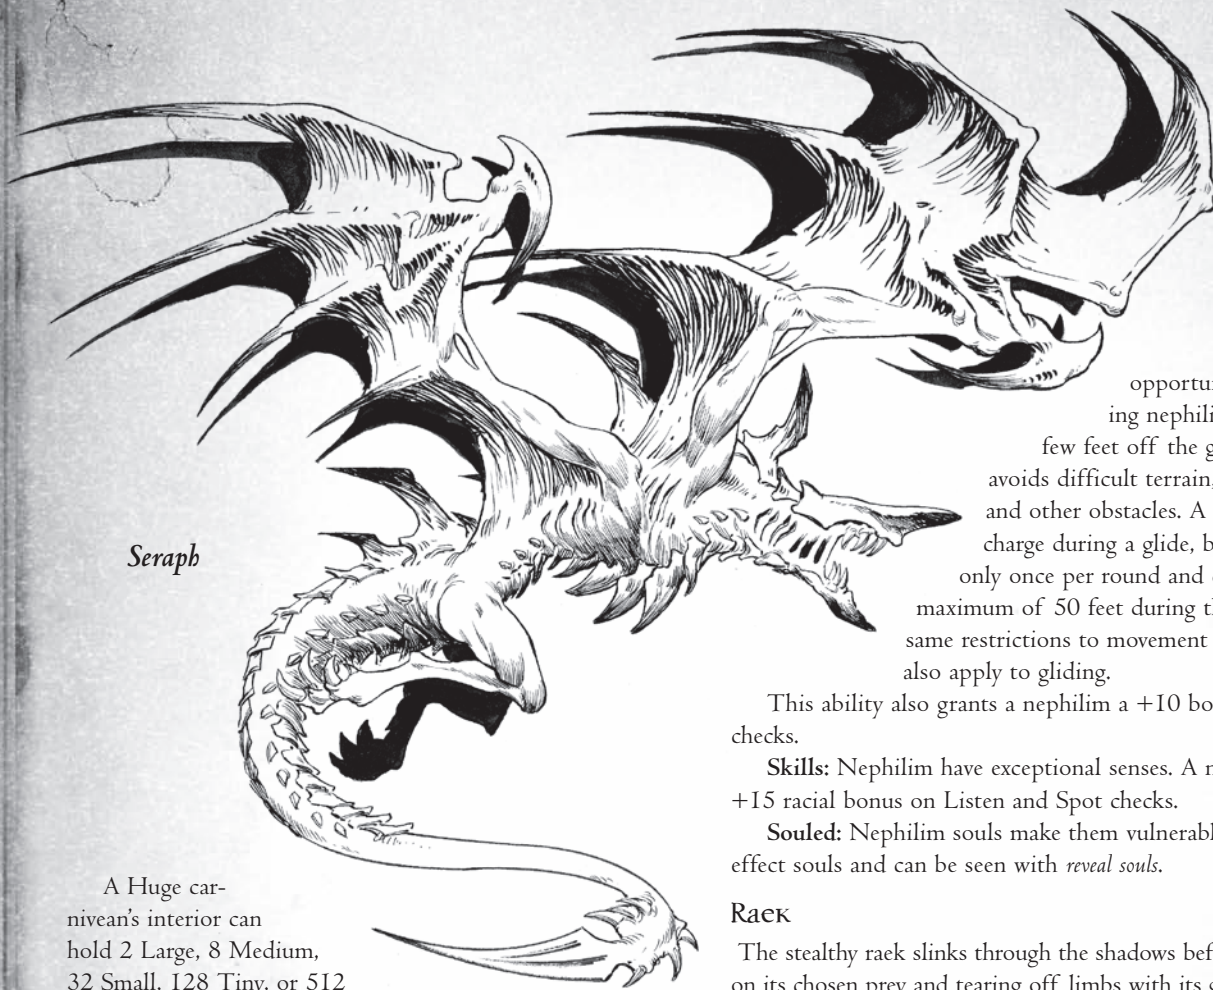 Seraph
A Huge car-
nivean's interior can
hold 2 Large, 8 Medium,
32 Small, 128 Tiny, or 512
ing
few feet off the
avoids difficult terrain,
and other obstacles. A
charge during a glide,
only once per round and
maximum of 50 feet during
same restrictions to movement
also apply to gliding.
This ability also grants a nephilim a +10
checks.
Skills: Nephilim have exceptional senses. A
+15 racial bonus on Listen and Spot checks.
Souled: Nephilim souls make them
effect souls and can be seen with reveal souls.
Raek
The stealthy raek slinks through the shadows
on its chosen prey and tearing off limbs with its